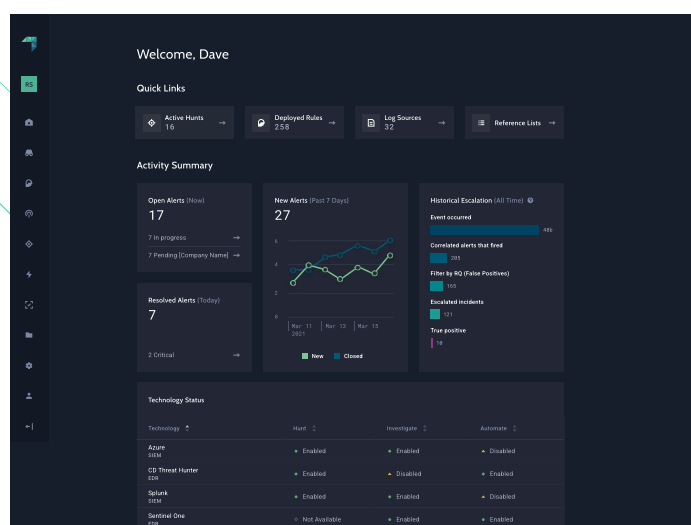 RS
Welcome, Dave
Quick Links
Active Hunts
16
Deployed Rules
258
Log Sources
32
Reference Lists
Activity Summary
Open Alerts (Now)
17
7 In progress
7 Pending [Company Name]
Resolved Alerts (Today)
7
2 Critical
New Alerts (Past 7 Days)
27
6
4
2
0
Mar 11
2021
Mar 13
Mar 15
New
Closed
Historical Escalation (All Time)
Event occurred
486
Correlated alerts that fired
205
Filter by RQ (False Positives)
165
Escalated incidents
121
True positive
10
Technology Status
Technology Hunt Investigate Automate
Azure
SIEM
Enabled Enabled Disabled
CD Threat Hunter
EDR
Enabled Disabled Enabled
Splunk
SIEM
Enabled Enabled Disabled
Sentinel One
EDR
Not Available Enabled Enabled